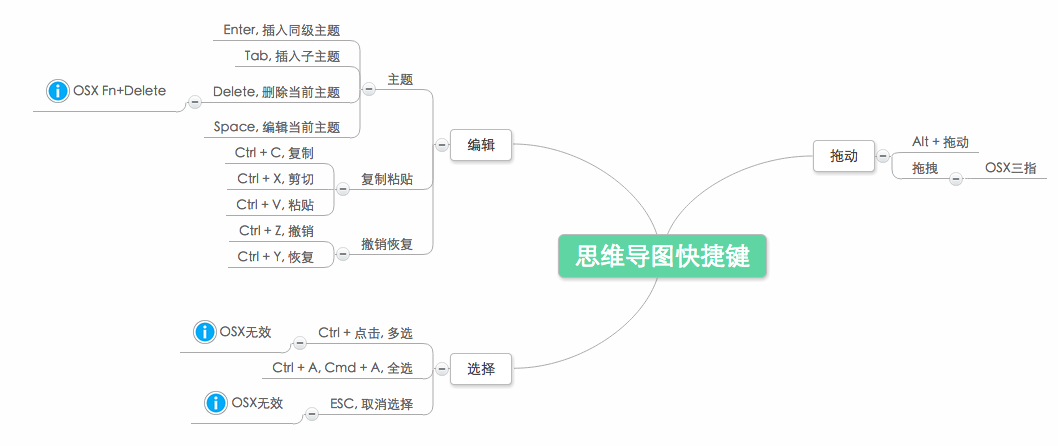 思维导图快捷键
编辑
主题
Enter, 插入同级主题
Tab, 插入子主题
Delete, 删除当前主题
OSX Fn+Delete
Space, 编辑当前主题
复制粘贴
Ctrl + C, 复制
Ctrl + X, 剪切
Ctrl + V, 粘贴
撤销恢复
Ctrl + Z, 撤销
Ctrl + Y, 恢复
选择
Ctrl + 点击, 多选
OSX无效
Ctrl + A, Cmd + A, 全选
ESC, 取消选择
OSX无效
拖动
Alt + 拖动
拖拽
OSX三指